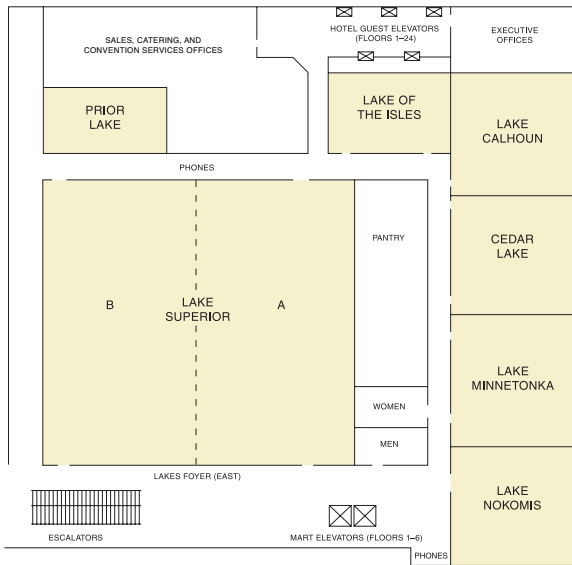 SALES, CATERING, AND
CONVENTION SERVICES OFFICES
HOTEL GUEST ELEVATORS
(FLOORS 1–24)
EXECUTIVE
OFFICES
PRIOR
LAKE
LAKE OF
THE ISLES
LAKE
CALHOUN
PHONES
PANTRY
CEDAR
LAKE
B
LAKE
SUPERIOR
A
LAKE
MINNETONKA
WOMEN
MEN
LAKES FOYER (EAST)
LAKE
NOKOMIS
ESCALATORS
MART ELEVATORS (FLOORS 1–6)
PHONES